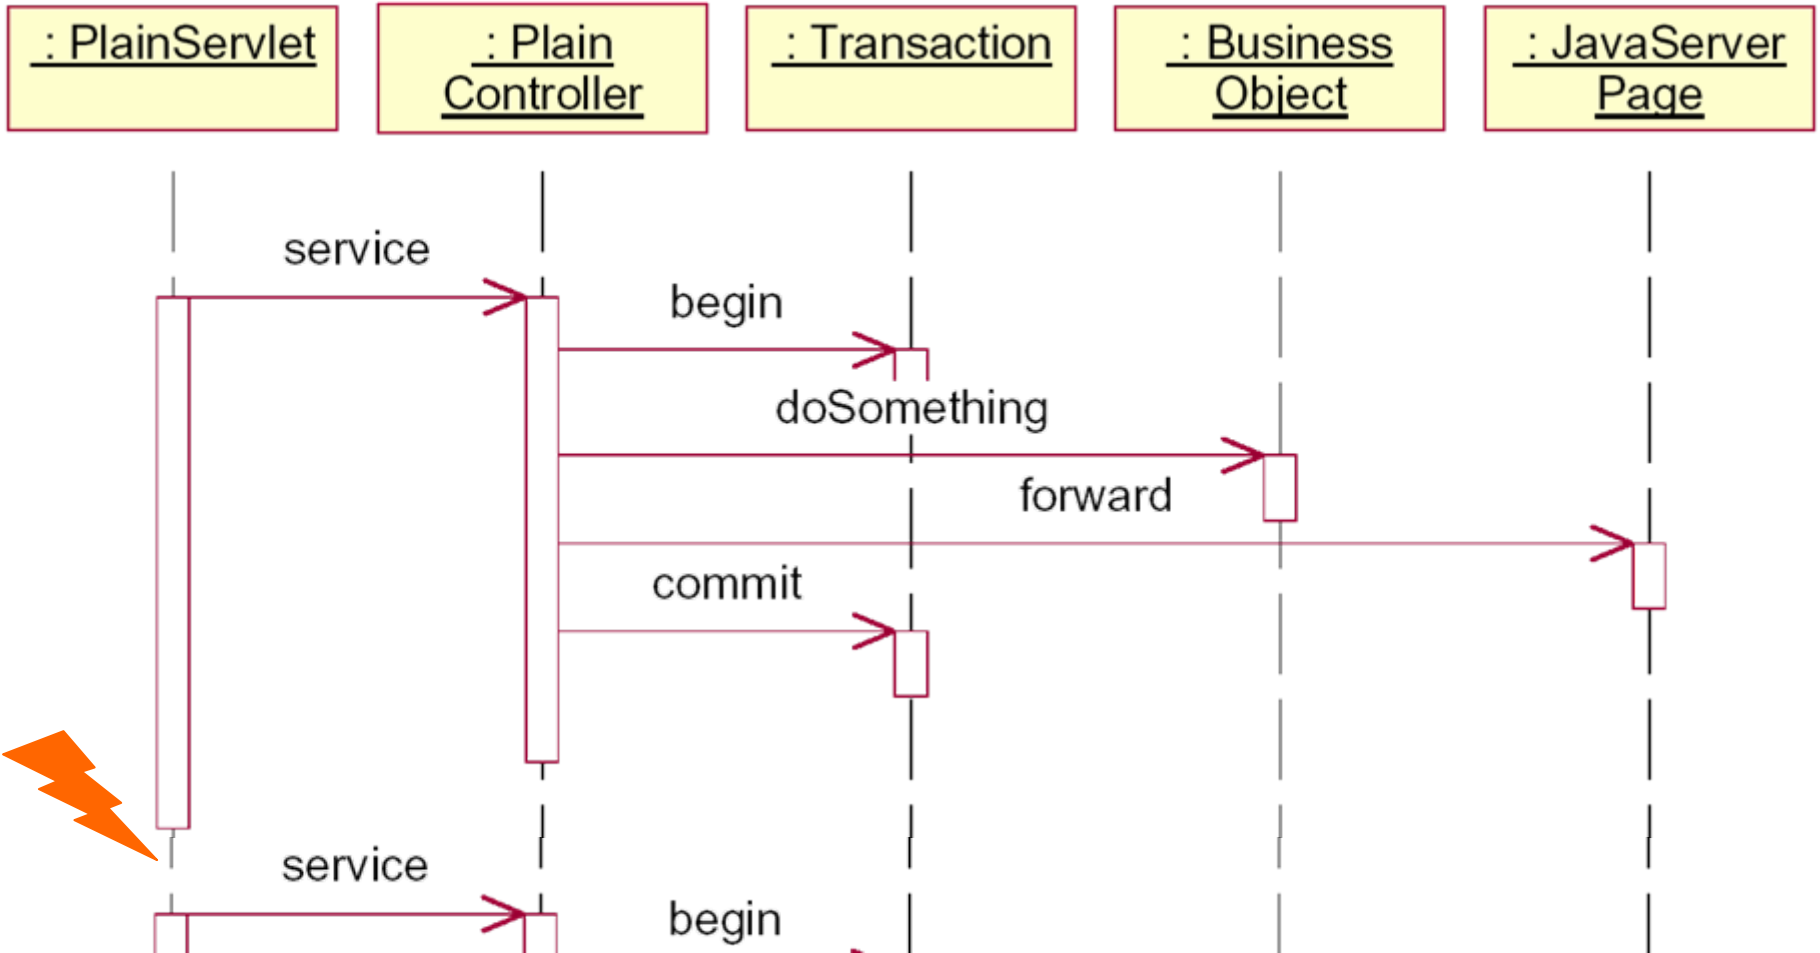 : PlainServlet
: Plain
Controller
: Transaction
: Business
Object
: JavaServer
Page
service
begin
doSomething
forward
commit
service
begin